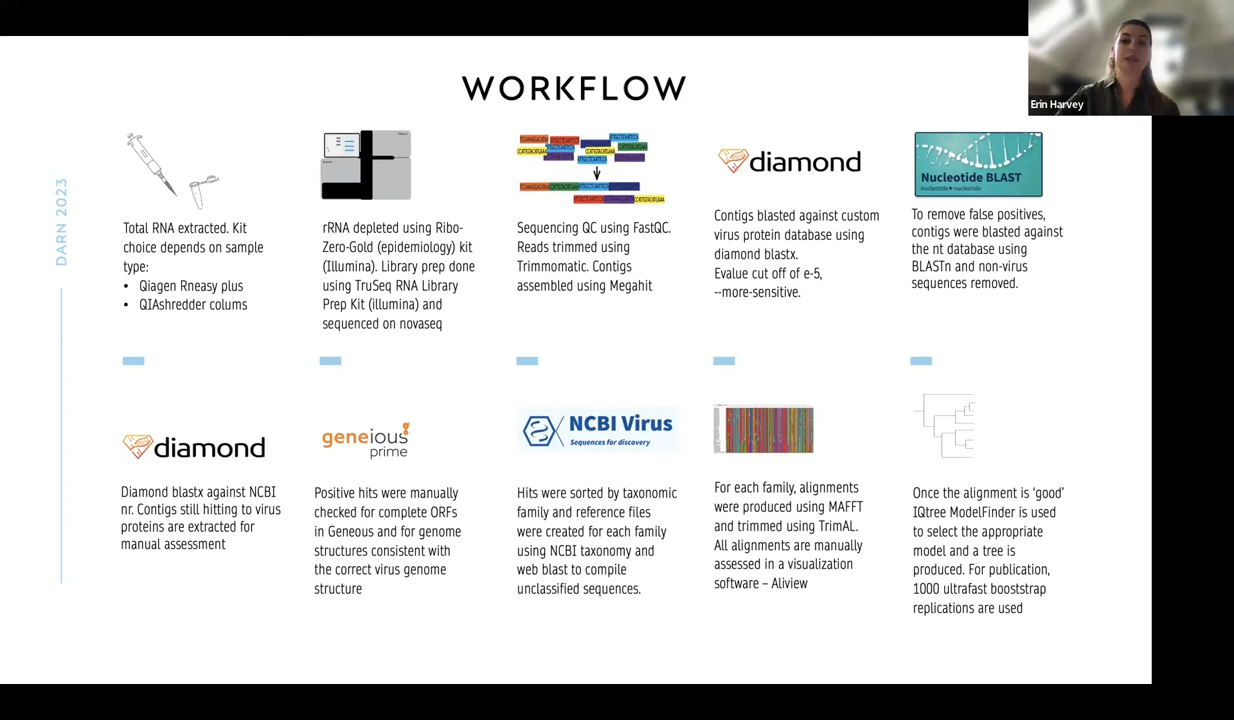 WORKFLOW
Erin Harvey
DARN 2023
Total RNA extracted. Kit
choice depends on sample
type:
• Qiagen Rneasy plus
• QIAshredder colums
rRNA depleted using Ribo-
Zero-Gold (epidemiology) kit
(Illumina). Library prep done
using TruSeq RNA Library
Prep Kit (illumina) and
sequenced on novaseq
Sequencing QC using FastQC.
Reads trimmed using
Trimmomatic. Contigs
assembled using Megahit
diamond
Contigs blasted against custom
virus protein database using
diamond blastx.
Evalue cut off of e-5,
--more-sensitive.
Nucleotide BLAST
nucleotide ▶ nucleotide
To remove false positives,
contigs were blasted against
the nt database using
BLASTn and non-virus
sequences removed.
diamond
Diamond blastx against NCBI
nr. Contigs still hitting to virus
proteins are extracted for
manual assessment
geneious
prime
Positive hits were manually
checked for complete ORFs
in Geneous and for genome
structures consistent with
the correct virus genome
structure
NCBI Virus
Sequences for discovery
Hits were sorted by taxonomic
family and reference files
were created for each family
using NCBI taxonomy and
web blast to compile
unclassified sequences.
For each family, alignments
were produced using MAFFT
and trimmed using TrimAL.
All alignments are manually
assessed in a visualization
software – Aliview
Once the alignment is ‘good’
IQtree ModelFinder is used
to select the appropriate
model and a tree is
produced. For publication,
1000 ultrafast booststrap
replications are used